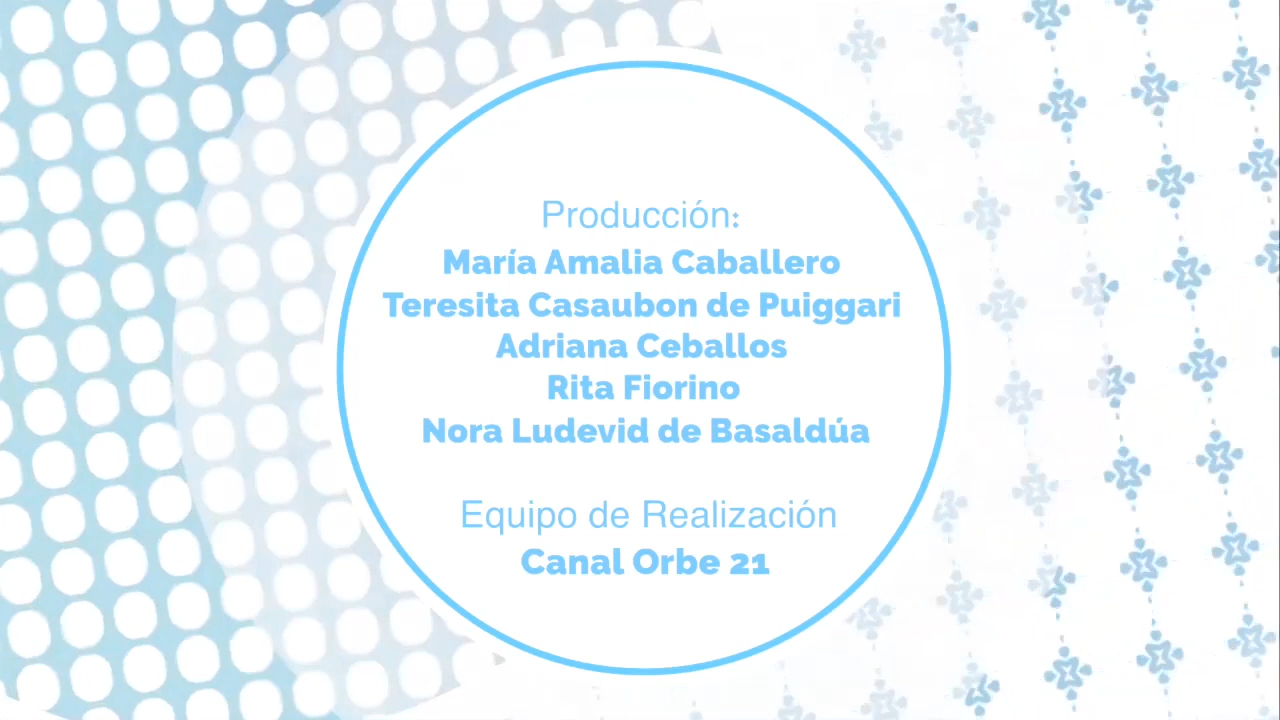 Producción:
María Amalia Caballero
Teresita Casaubon de Puiggari
Adriana Ceballos
Rita Fiorino
Nora Ludevid de Basaldúa
Equipo de Realización
Canal Orbe 21